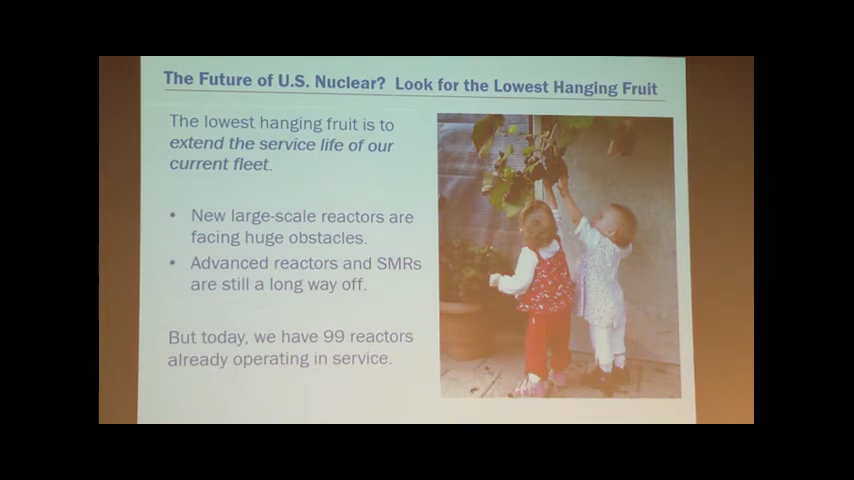 The Future of U.S. Nuclear? Look for the Lowest Hanging Fruit
The lowest hanging fruit is to
extend the service life of our
current fleet.
• New large-scale reactors are
facing huge obstacles.
• Advanced reactors and SMRs
are still a long way off.
But today, we have 99 reactors
already operating in service.